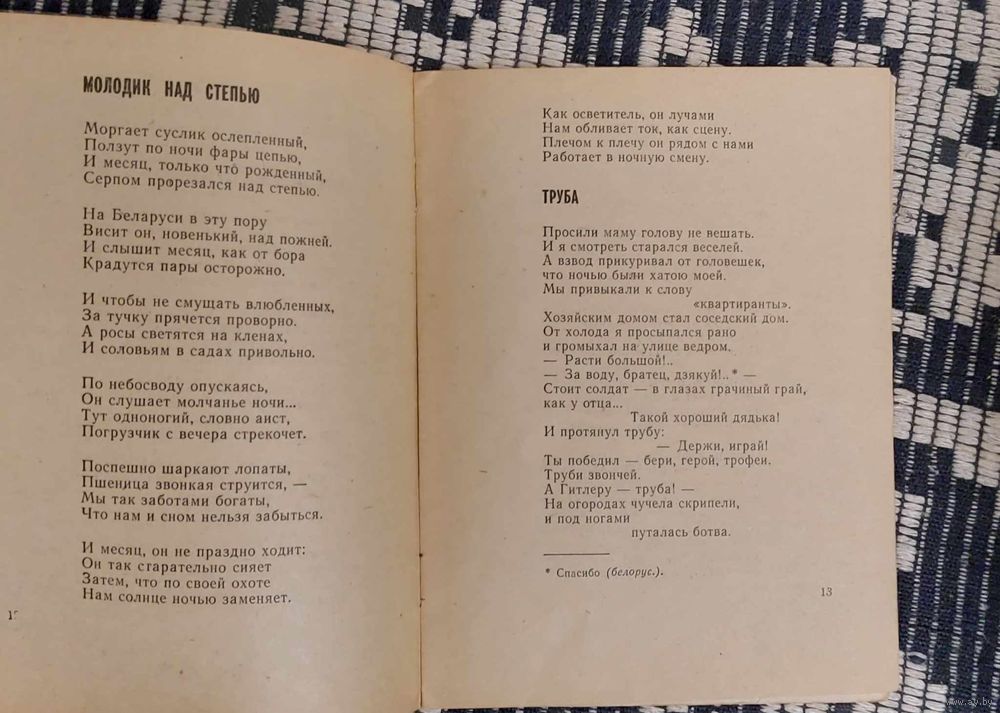 МОЛОДИК НАД СТЕПЬЮ
Моргает суслик ослепленный,
Ползут по ночи фары цепью,
И месяц, только что рожденный,
Серпом прорезался над степью.
На Беларуси в эту пору
Висит он, новенький, над пожней.
И слышит месяц, как от бора
Крадутся пары осторожно.
И чтобы не смущать влюбленных,
За тучку прячется проворно.
А росы светятся на кленах,
И соловьям в садах привольно.
По небосводу опускаясь,
Он слушает молчанье ночи...
Тут одноногий, словно аист,
Погрузчик с вечера стрекочет.
Поспешно шаркают лопаты,
Пшеница звонкая струится, —
Мы так заботами богаты,
Что нам и сном нельзя забыться.
И месяц, он не праздно ходит:
Он так старательно сияет
Затем, что по своей охоте
Нам солнце ночью заменяет.
Как осветитель, он лучами
Нам обливает ток, как сцену.
Плечом к плечу он рядом с нами
Работает в ночную смену.
ТРУБА
Просили маму голову не вешать.
И я смотреть старался веселей.
А взвод прикуривал от головешек,
что ночью были хатою моей.
Мы привыкали к слову
«квартиранты».
Хозяйским домом стал соседский дом.
От холода я просыпался рано
и громыхал на улице ведром.
— Расти большой!..
— За воду, братец, дзякуй!..* —
Стоит солдат — в глазах грачиный грай,
как у отца...
Такой хороший дядька!
И протянул трубу:
— Держи, играй!
Ты победил — бери, герой, трофеи.
Труби звончей.
А Гитлеру — труба! —
На огородах чучела скрипели,
и под ногами
путалась ботва.
* Спасибо (белорус.).
13
www.ay.by